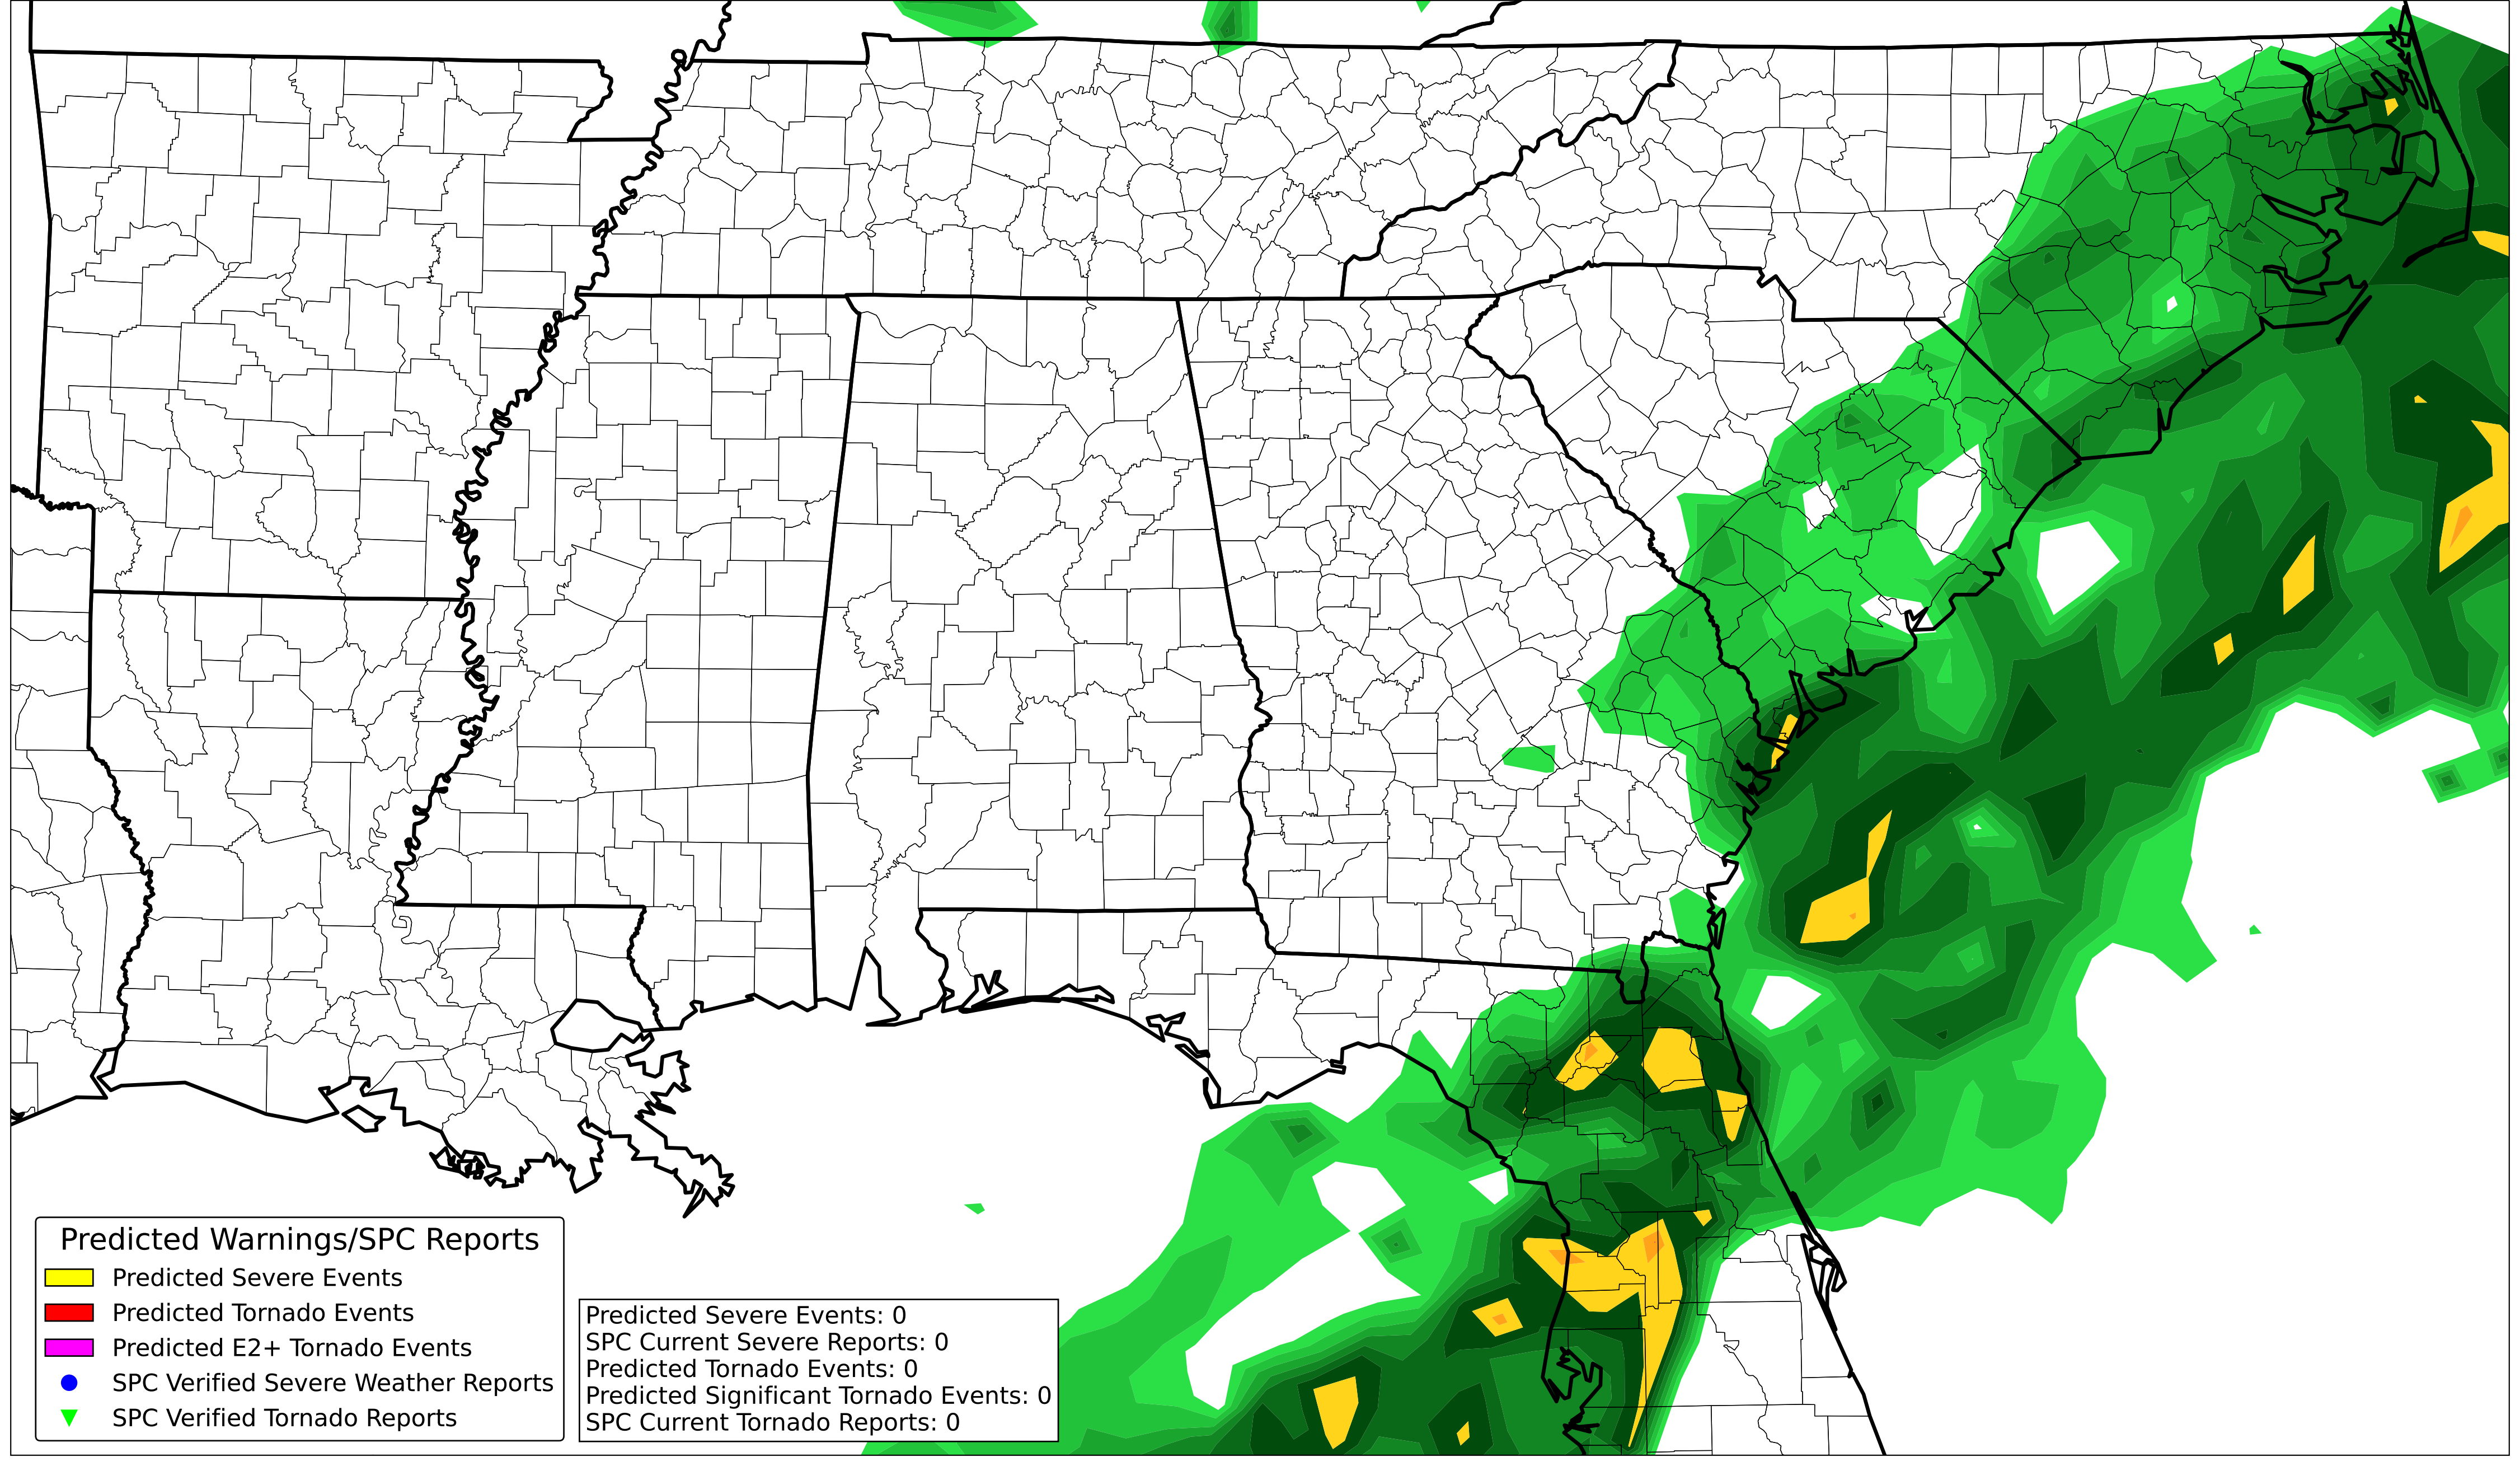 Predicted Warnings/SPC Reports
Predicted Severe Events
Predicted Tornado Events
Predicted E2+ Tornado Events
SPC Verified Severe Weather Reports
SPC Verified Tornado Reports
Predicted Severe Events: 0
SPC Current Severe Reports: 0
Predicted Tornado Events: 0
Predicted Significant Tornado Events: 0
SPC Current Tornado Reports: 0